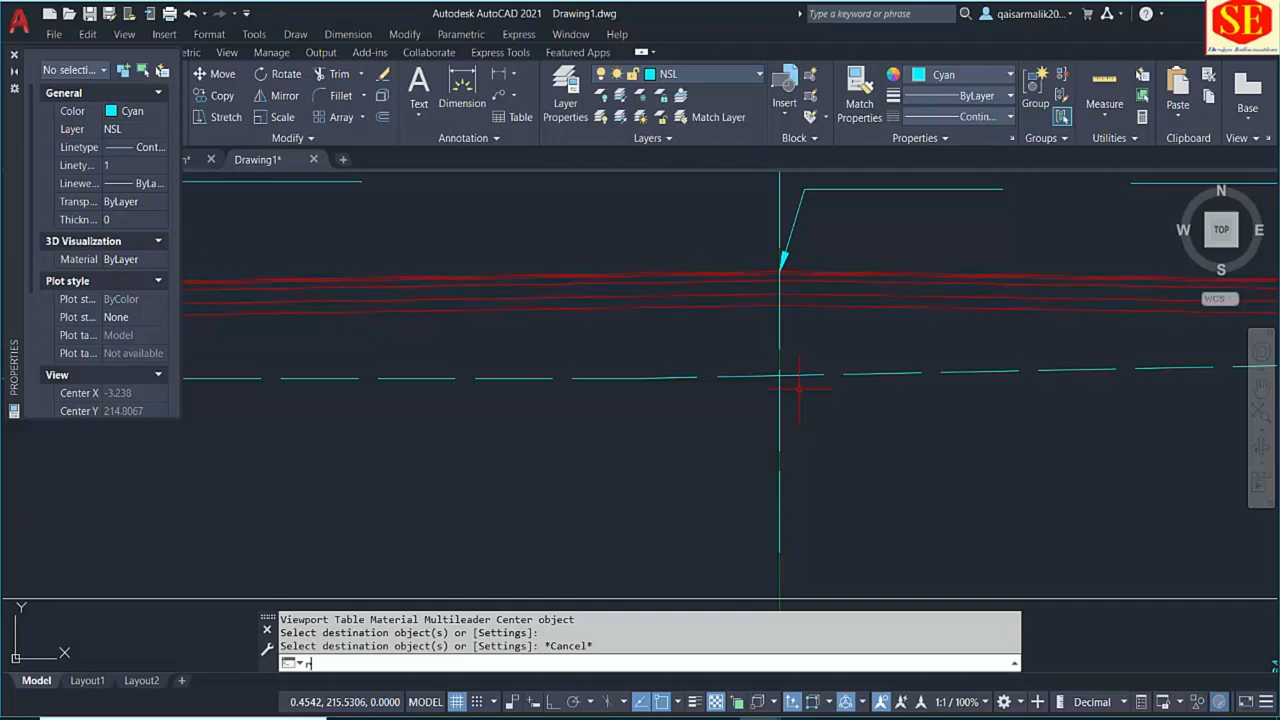 Autodesk AutoCAD 2021 Drawing1.dwg
Type a keyword or phrase
qaisarmalik20...
SE
File Edit View Insert Format Tools Draw Dimension Modify Parametric Express Window Help
etric View Manage Output Add-ins Collaborate Express Tools Featured Apps
Move Rotate Trim
Copy Mirror Fillet
Stretch Scale Array
Modify
Text
Dimension
Table
Annotation
Layer
Properties
NSL
Match Layer
Layers
Insert
Block
Match
Properties
Cyan
ByLayer
Contin...
Properties
Group
Groups
Measure
Utilities
Paste
Clipboard
Base
View
Drawing1*
No selecti...
General
Color Cyan
Layer NSL
Linetype Cont...
Linety... 1
Linewe... ByLa...
Transp... ByLayer
Thickn... 0
3D Visualization
Material ByLayer
Plot style
Plot st... ByColor
Plot st... None
Plot ta... Model
Plot ta... Not available
View
Center X -3.238
Center Y 214.8067
PROPERTIES
N
W TOP E
S
WCS
Y
X
Viewport Table Material Multileader Center object
Select destination object(s) or [Settings]:
Select destination object(s) or [Settings]: *Cancel*
Model Layout1 Layout2
0.4542, 215.5306, 0.0000 MODEL
1:1 / 100%
Decimal